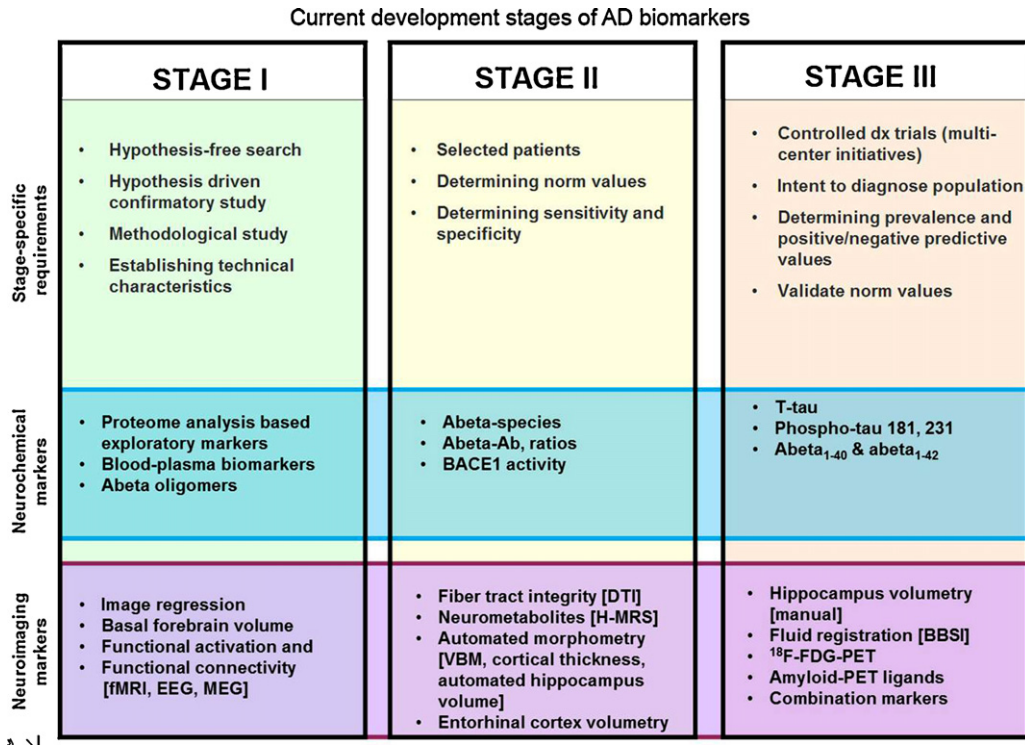 Current development stages of AD biomarkers
STAGE I
STAGE II
STAGE III
Stage-specific
requirements
• Hypothesis-free search
• Hypothesis driven
confirmatory study
• Methodological study
• Establishing technical
characteristics
• Selected patients
• Determining norm values
• Determining sensitivity and
specificity
• Controlled dx trials (multi-
center initiatives)
• Intent to diagnose population
• Determining prevalence and
positive/negative predictive
values
• Validate norm values
Neurochemical
markers
• Proteome analysis based
exploratory markers
• Blood-plasma biomarkers
• Abeta oligomers
• Abeta-species
• Abeta-Ab, ratios
• BACE1 activity
• T-tau
• Phospho-tau 181, 231
• Abeta₁₋₄₀ & abeta₁₋₄₂
Neuroimaging
markers
• Image regression
• Basal forebrain volume
• Functional activation and
• Functional connectivity
[fMRI, EEG, MEG]
• Fiber tract integrity [DTI]
• Neurometabolites [H-MRS]
• Automated morphometry
[VBM, cortical thickness,
automated hippocampus
volume]
• Entorhinal cortex volumetry
• Hippocampus volumetry
[manual]
• Fluid registration [BBSI]
• ¹⁸F-FDG-PET
• Amyloid-PET ligands
• Combination markers